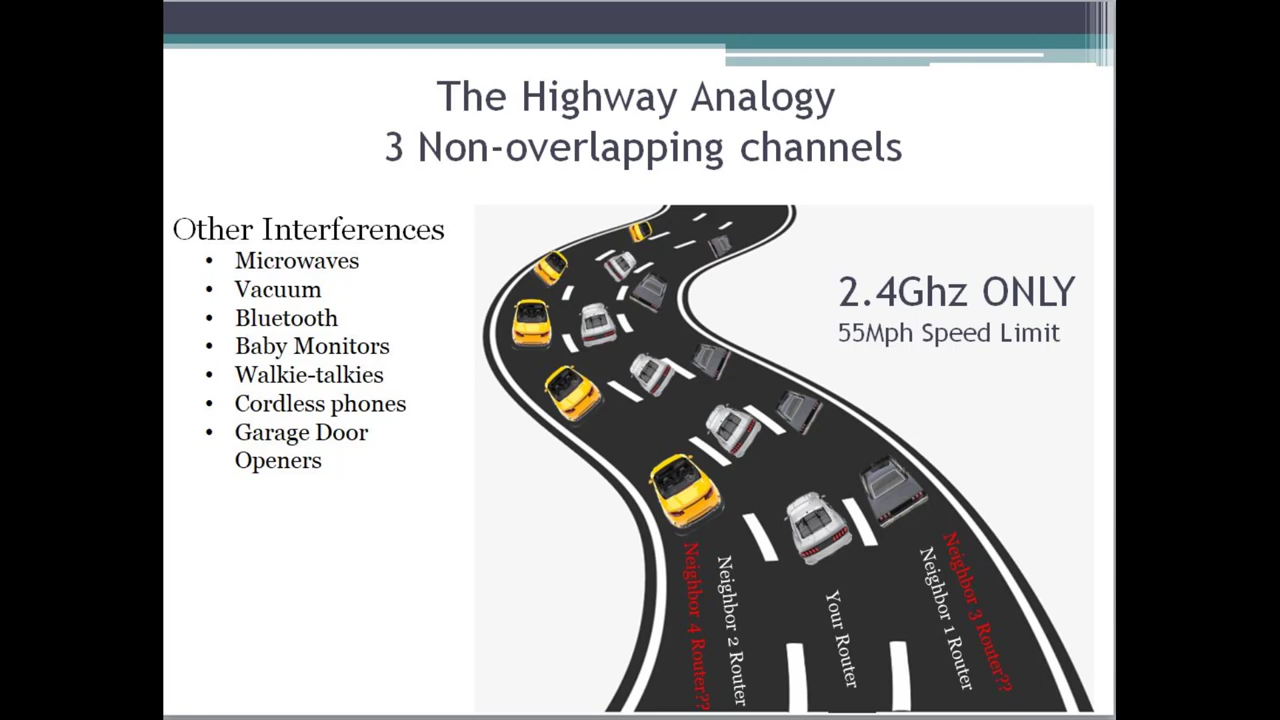 The Highway Analogy
3 Non-overlapping channels
Other Interferences
• Microwaves
• Vacuum
• Bluetooth
• Baby Monitors
• Walkie-talkies
• Cordless phones
• Garage Door
Openers
2.4Ghz ONLY
55Mph Speed Limit
Neighbor 4 Router??
Neighbor 2 Router
Your Router
Neighbor 1 Router
Neighbor 3 Router??